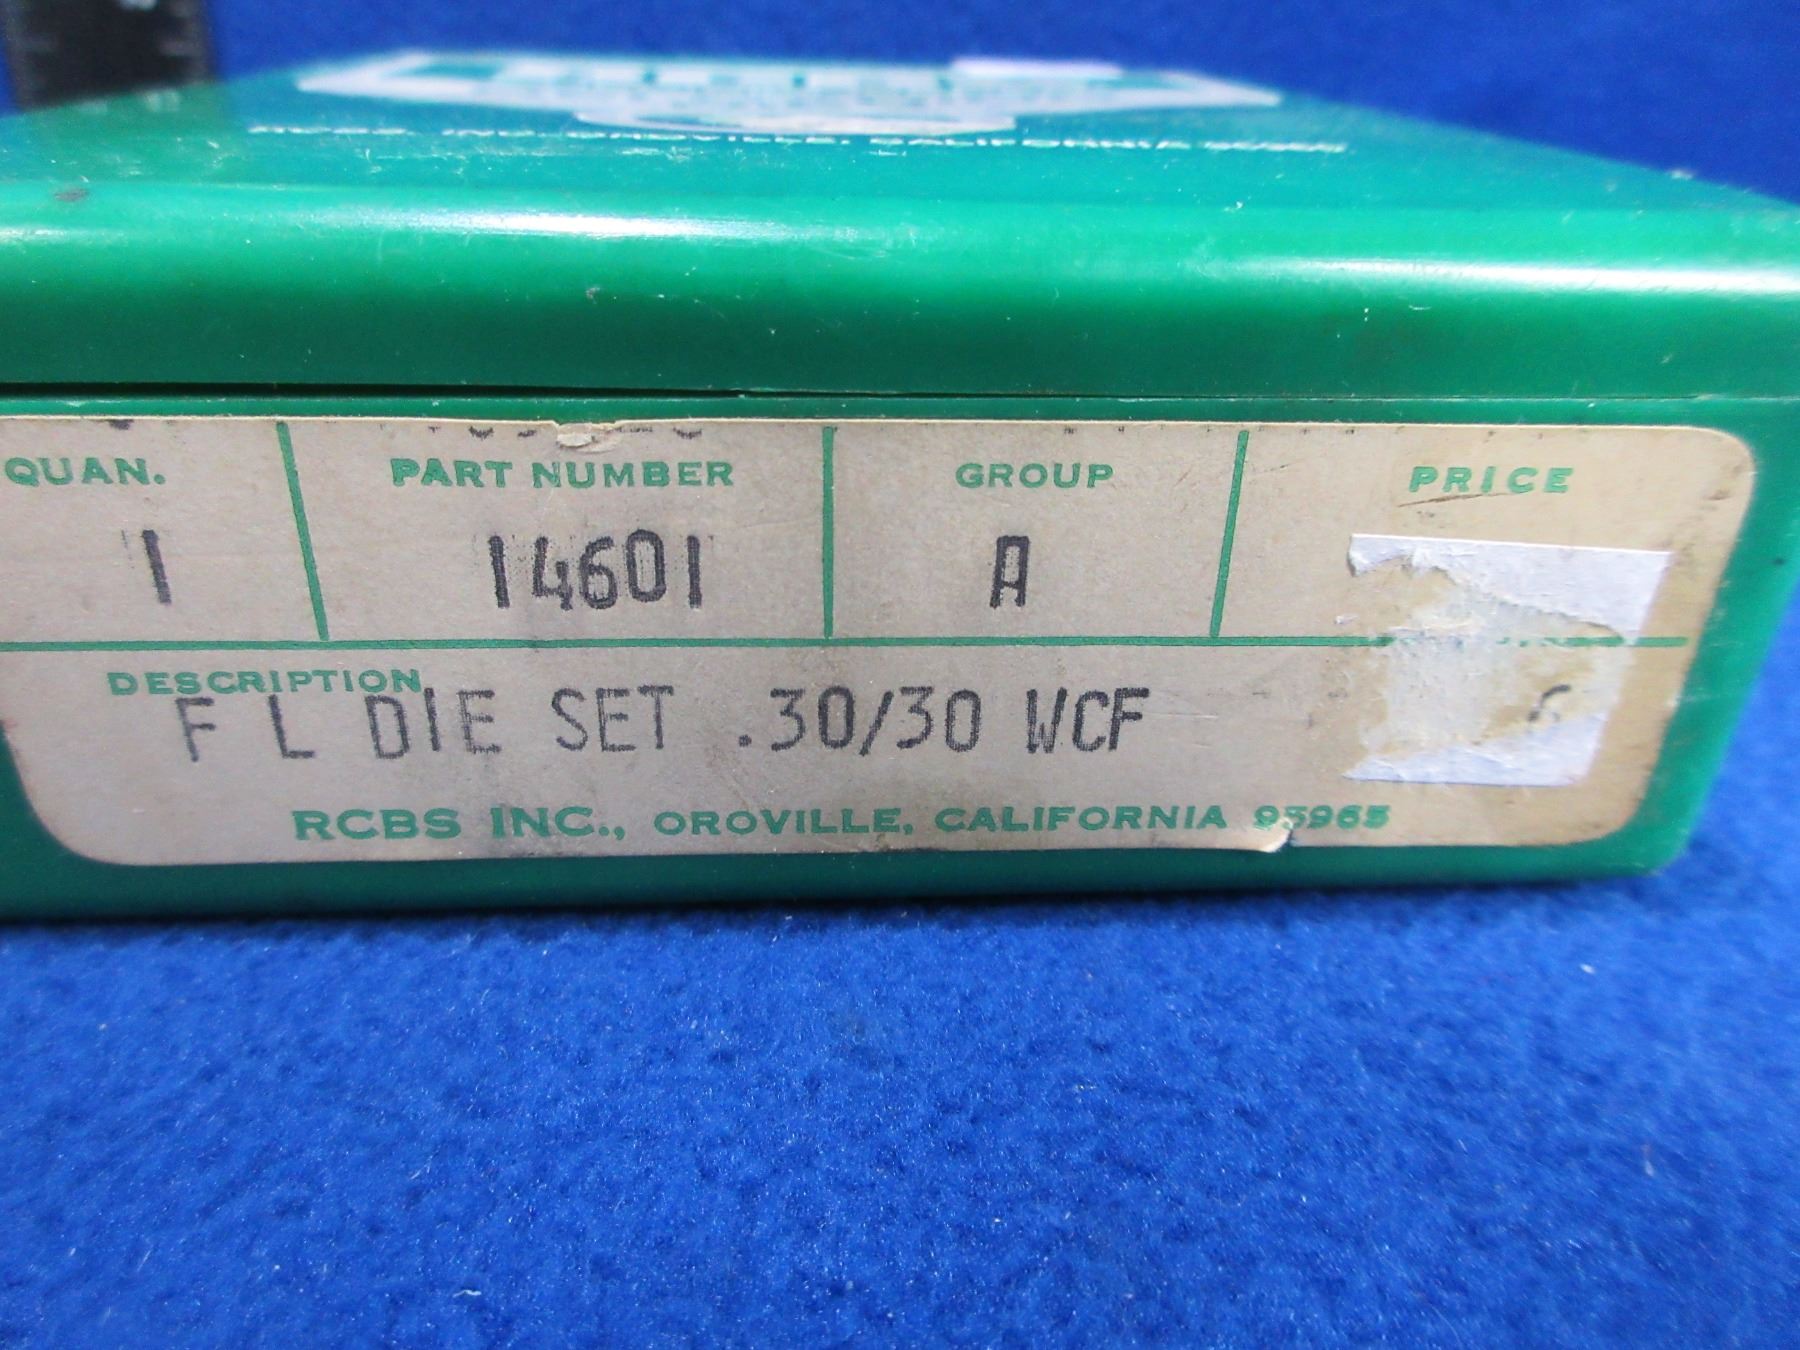 QUAN. PART NUMBER GROUP PRICE
1 14601 A
DESCRIPTION
F L DIE SET .30/30 WCF
RCBS INC., OROVILLE, CALIFORNIA 95965